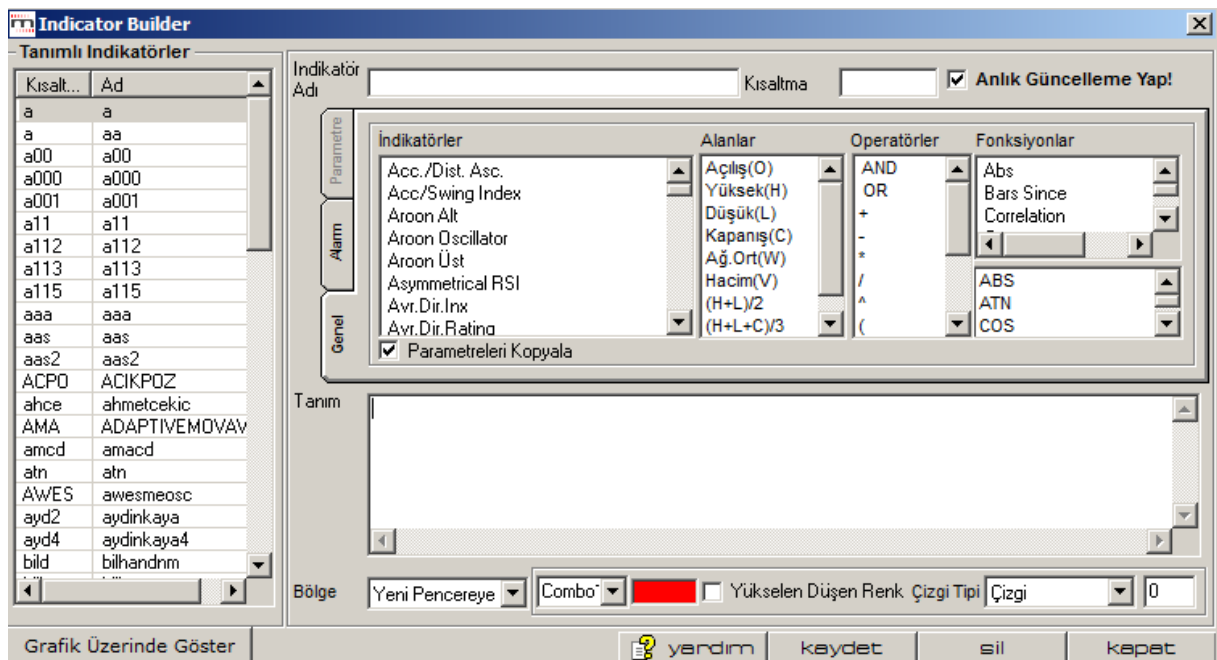 Indicator Builder
Tanımlı Indikatörler
Kısalt... Ad
a a
a aa
a00 a00
a000 a000
a001 a001
a11 a11
a112 a112
a113 a113
a115 a115
aaa aaa
aas aas
aas2 aas2
ACPO ACIKPOZ
ahce ahmetcekic
AMA ADAPTIVEMOVAV
amcd amacd
atn atn
AWES awesmeosc
ayd2 aydinkaya
ayd4 aydinkaya4
bild bilhandnm
Indikatör Adı
Kısaltma
Anlık Güncelleme Yap!
Parametre
Alarm
Genel
İndikatörler
Acc./Dist. Asc.
Acc/Swing Index
Aroon Alt
Aroon Oscillator
Aroon Üst
Asymmetrical RSI
Avr.Dir.Inx
Avr.Dir.Rating
Parametreleri Kopyala
Alanlar
Açılış(O)
Yüksek(H)
Düşük(L)
Kapanış(C)
Ağ.Ort(W)
Hacim(V)
(H+L)/2
(H+L+C)/3
Operatörler
AND
OR
+
-
*
/
^
(
Fonksiyonlar
Abs
Bars Since
Correlation
ABS
ATN
COS
Tanım
Bölge
Yeni Pencereye
Combo
Yükselen Düşen Renk
Çizgi Tipi
Çizgi
0
Grafik Üzerinde Göster
yardım
kaydet
sil
kapat